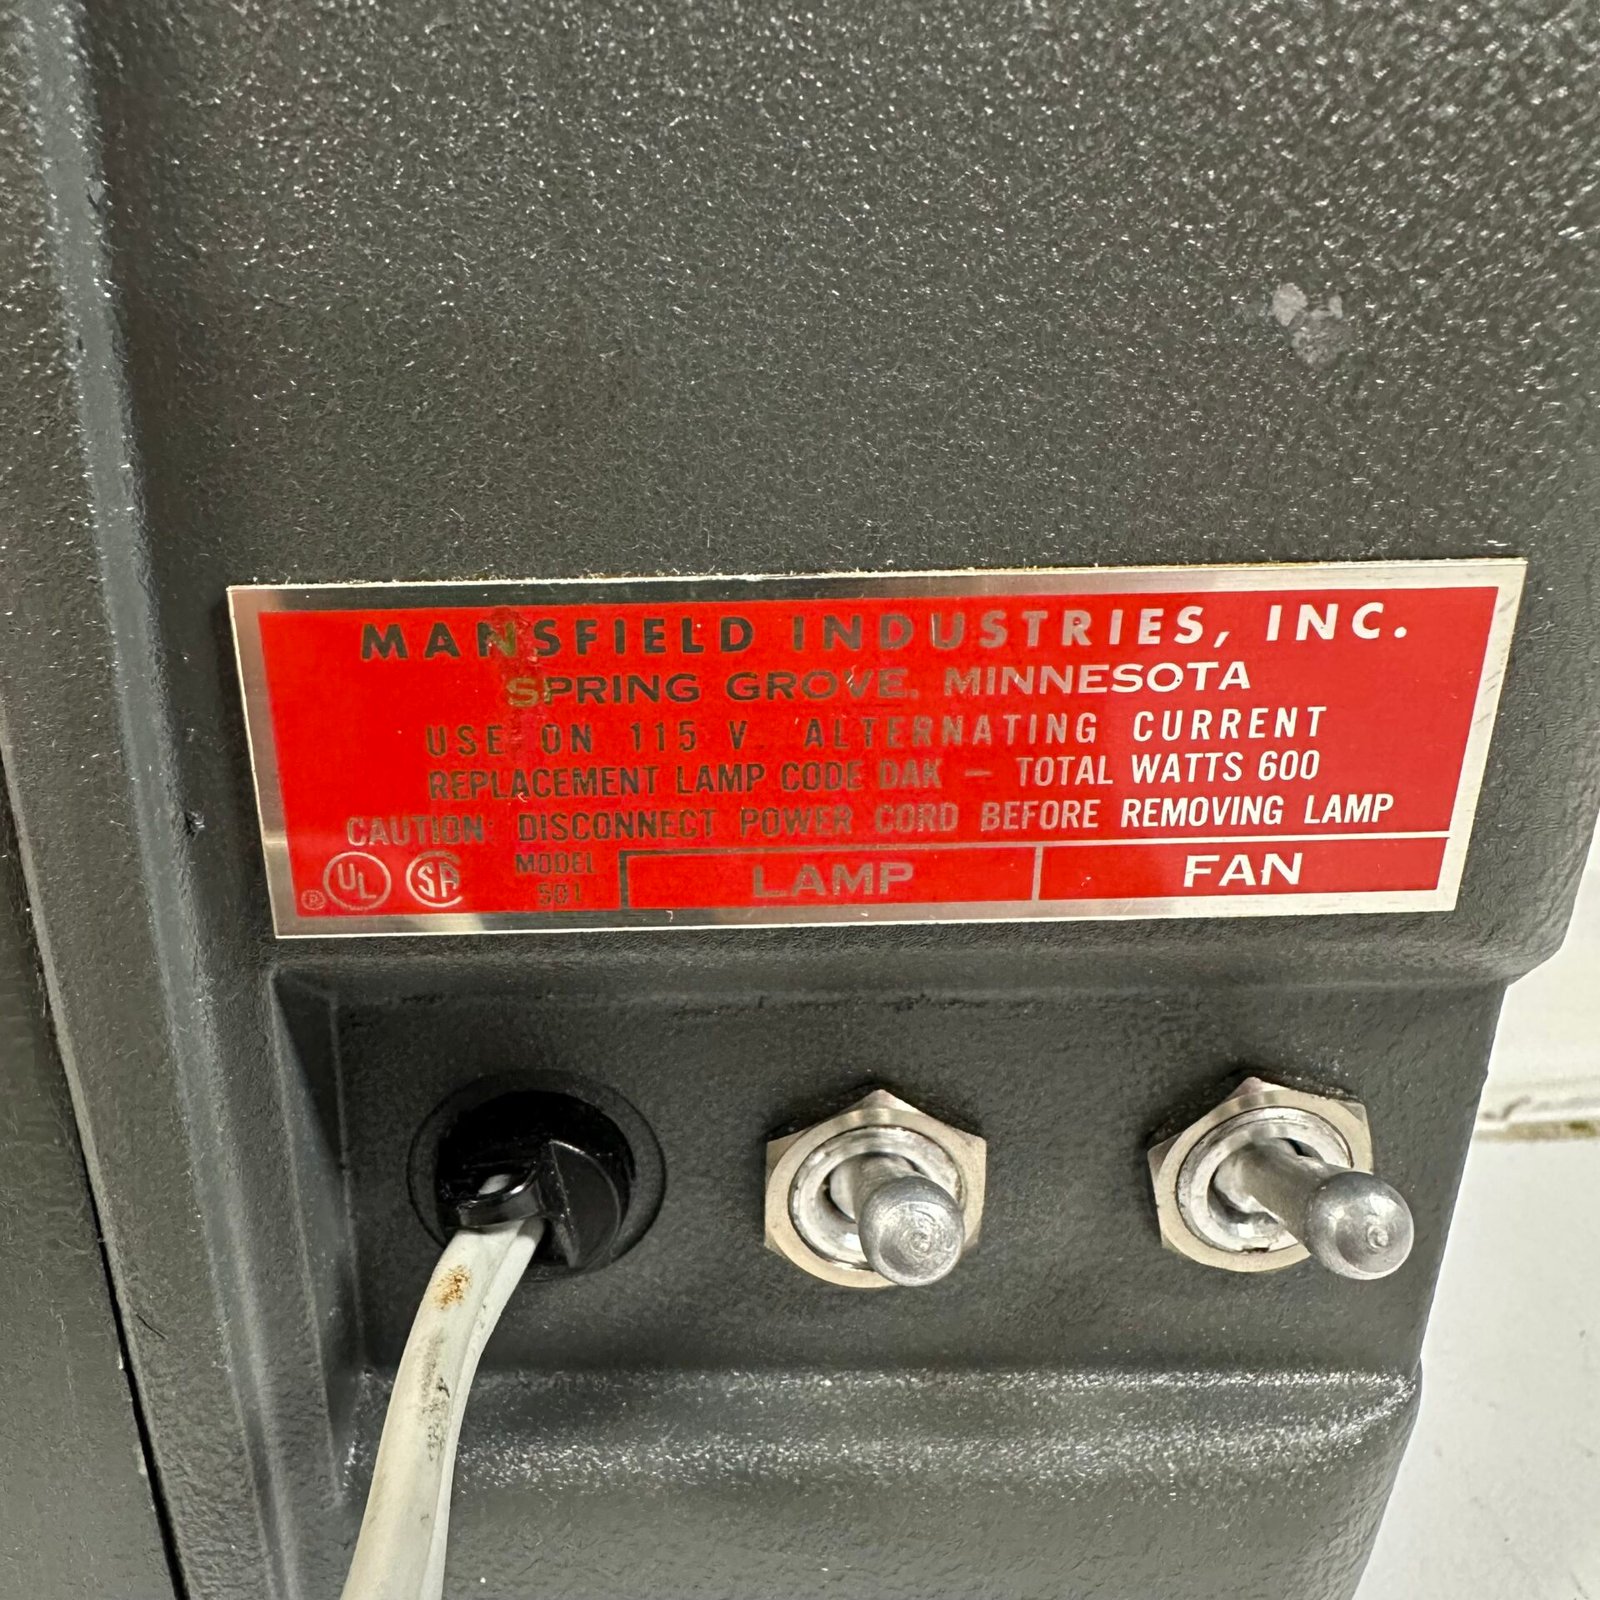 MANSFIELD INDUSTRIES, INC.
SPRING GROVE, MINNESOTA
USE ON 115 V. ALTERNATING CURRENT
REPLACEMENT LAMP CODE DAK — TOTAL WATTS 600
CAUTION: DISCONNECT POWER CORD BEFORE REMOVING LAMP
® UL SA MODEL LAMP FAN
501